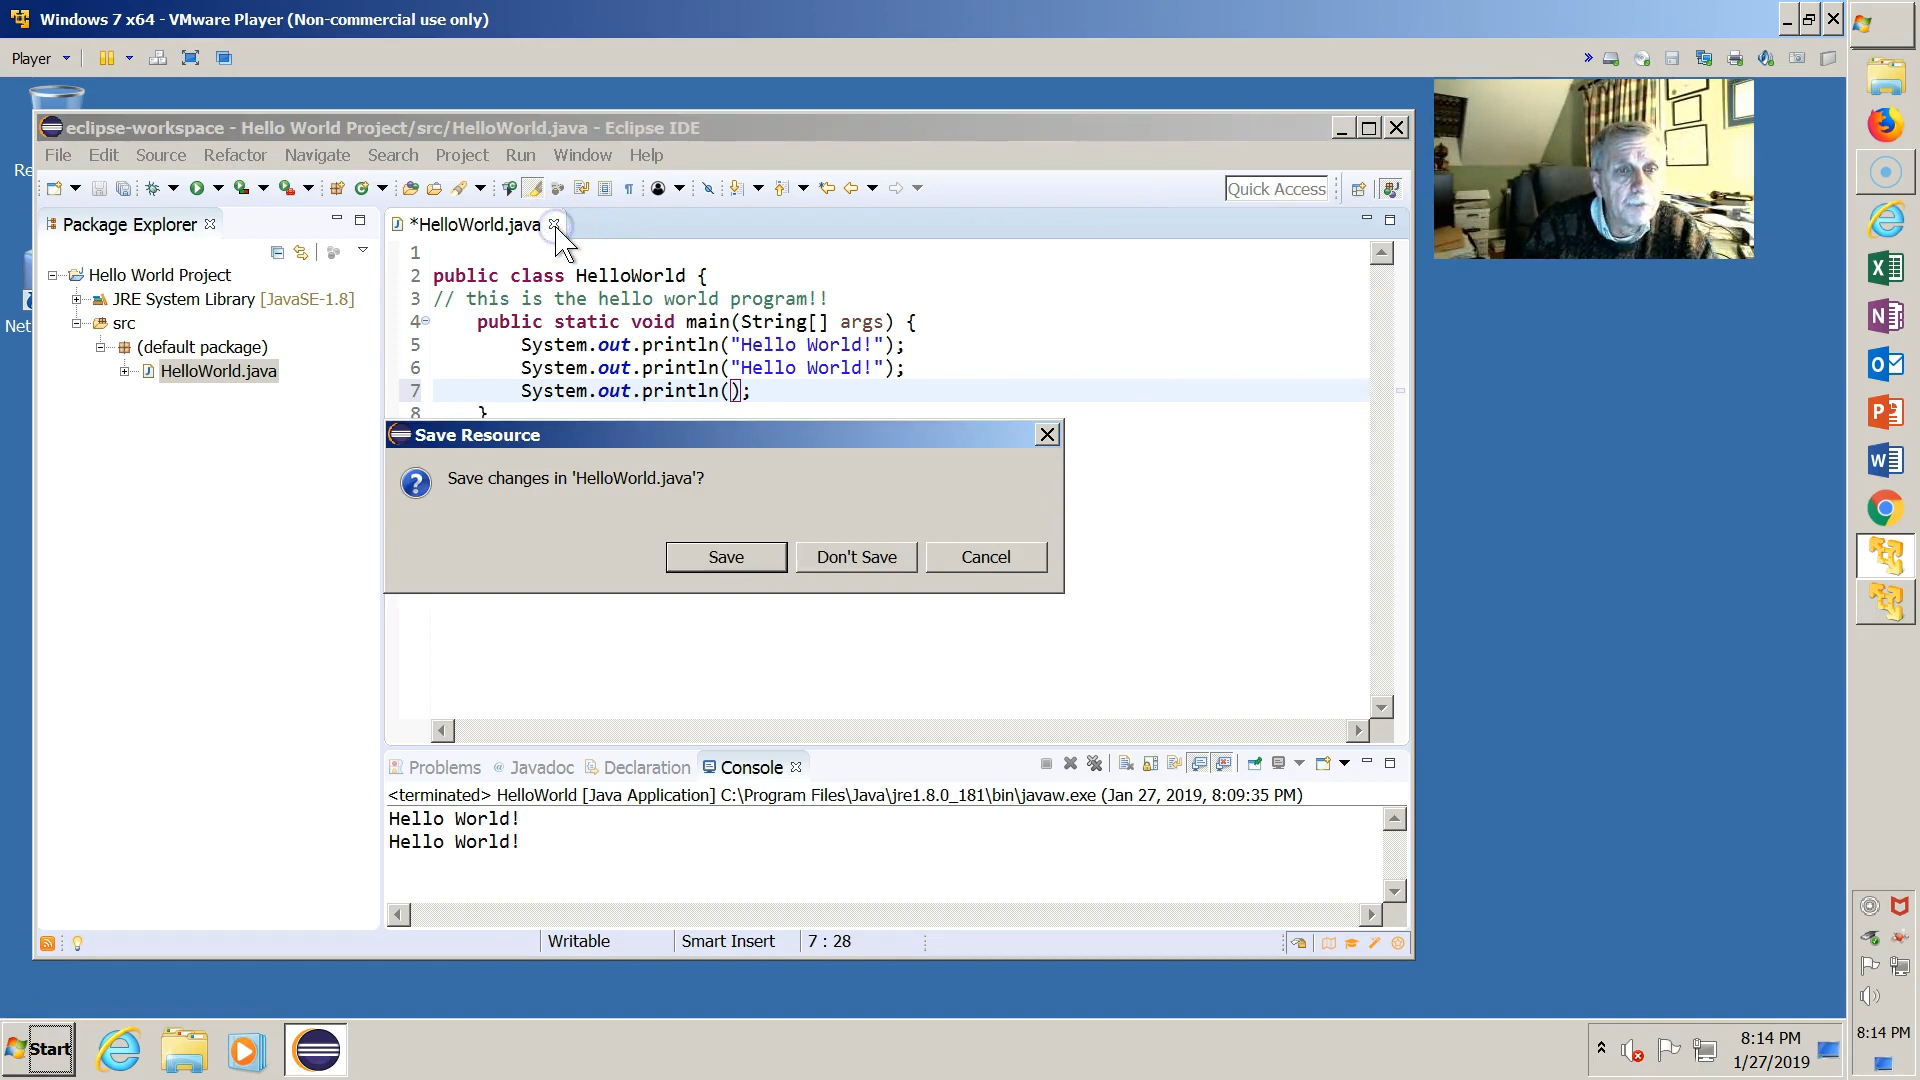 Windows 7 x64 - VMware Player (Non-commercial use only)
Player
eclipse-workspace - Hello World Project/src/HelloWorld.java - Eclipse IDE
File Edit Source Refactor Navigate Search Project Run Window Help
Quick Access
Package Explorer
*HelloWorld.java
Hello World Project
JRE System Library [JavaSE-1.8]
src
(default package)
HelloWorld.java
1
2 public class HelloWorld {
3 // this is the hello world program!!
4 public static void main(String[] args) {
5 System.out.println("Hello World!");
6 System.out.println("Hello World!");
7 System.out.println();
8 }
Save Resource
Save changes in 'HelloWorld.java'?
Save Don't Save Cancel
Problems @ Javadoc Declaration Console
<terminated> HelloWorld [Java Application] C:\Program Files\Java\jre1.8.0_181\bin\javaw.exe (Jan 27, 2019, 8:09:35 PM)
Hello World!
Hello World!
Writable Smart Insert 7 : 28
Re
Net
Start
8:14 PM
1/27/2019
8:14 PM